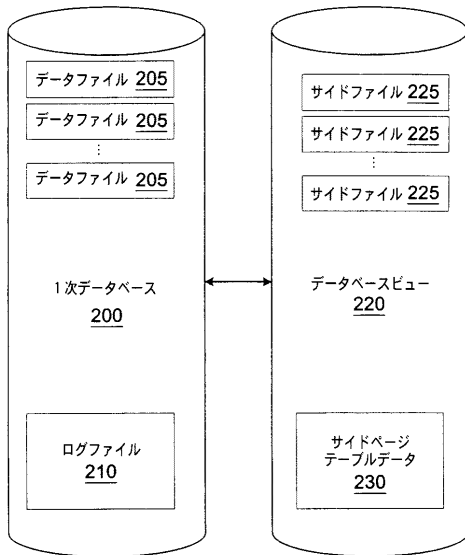 データファイル 205
データファイル 205
⋮
データファイル 205
1次データベース
200
ログファイル
210
サイドファイル 225
サイドファイル 225
⋮
サイドファイル 225
データベースビュー
220
サイドページ
テーブルデータ
230